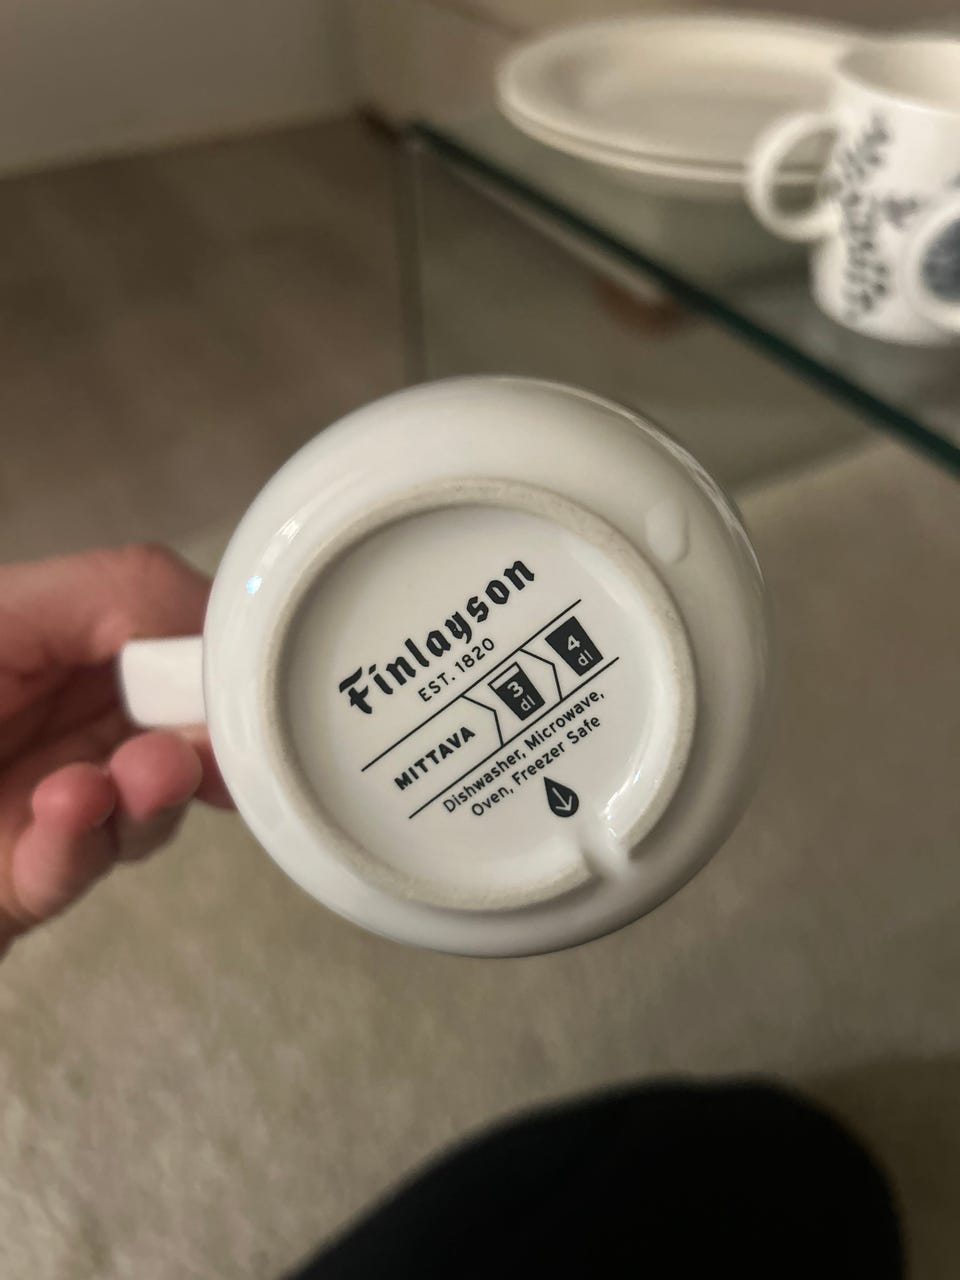 Finlayson
EST. 1820
MITTAVA 3 dl 4 dl
Dishwasher, Microwave,
Oven, Freezer Safe